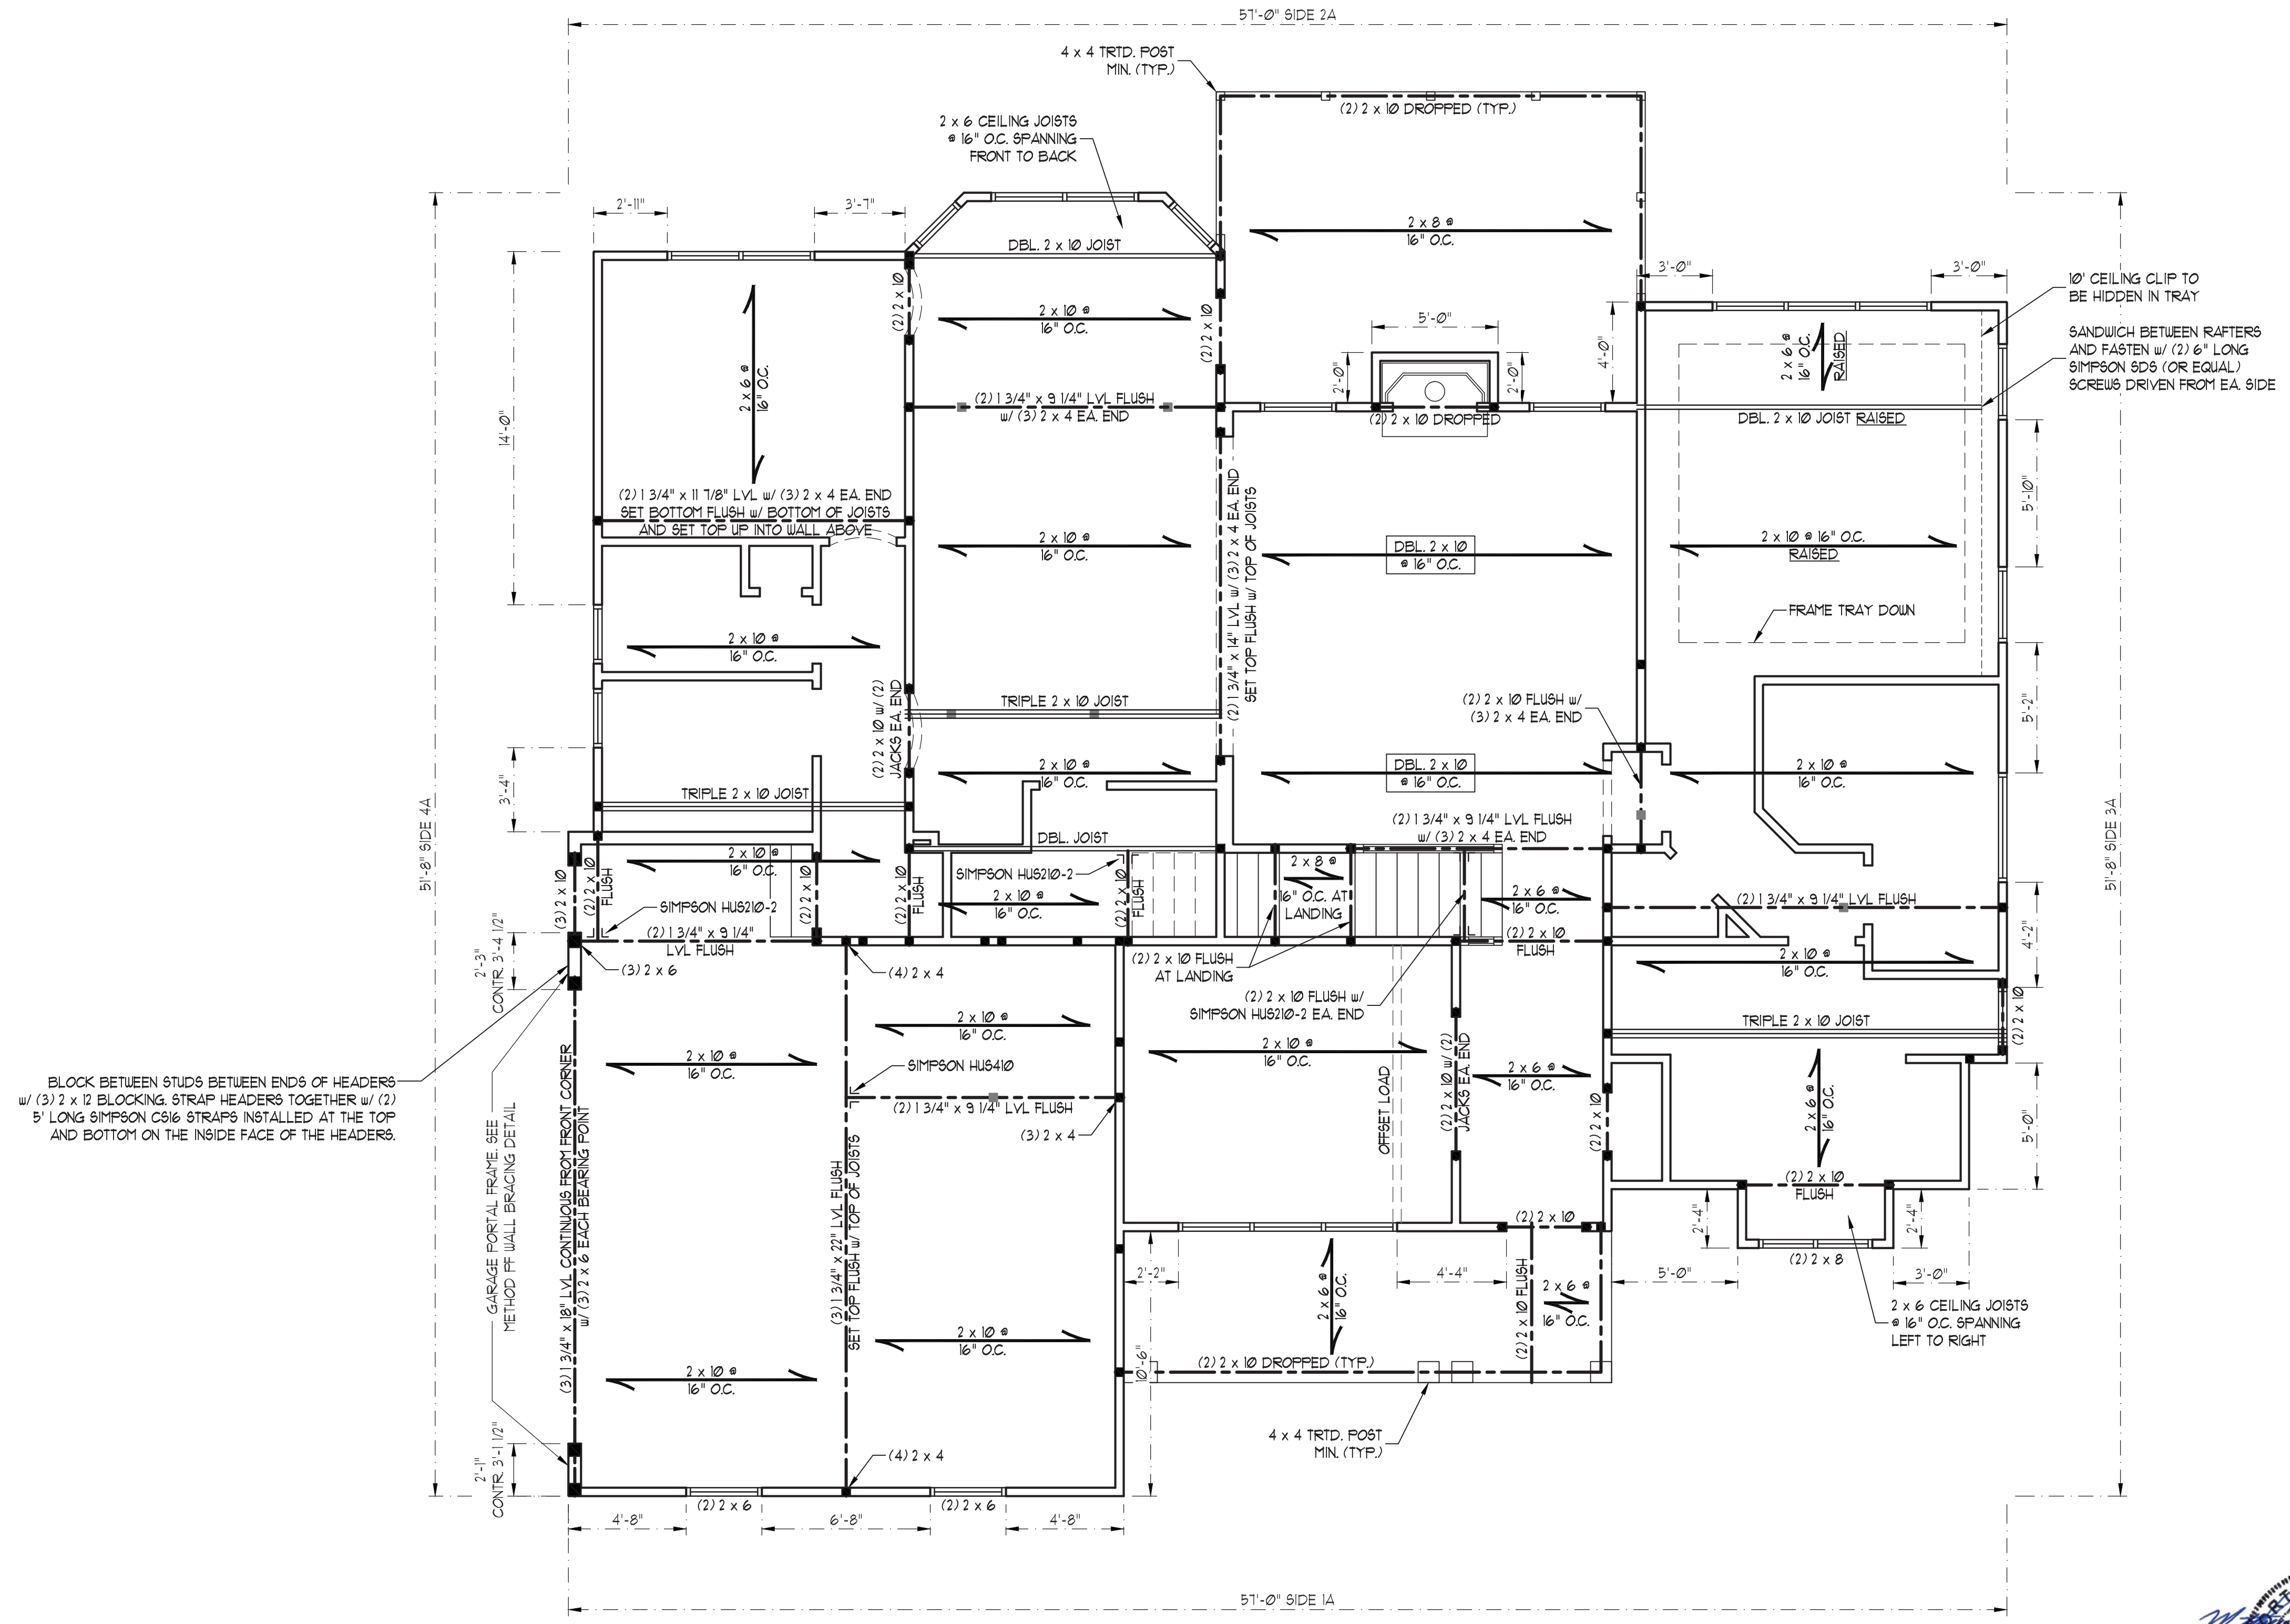 57'-0" SIDE 2A
4 x 4 TRTD. POST
MIN. (TYP.)
(2) 2 x 10 DROPPED (TYP.)
2 x 6 CEILING JOISTS
@ 16" O.C. SPANNING
FRONT TO BACK
2'-11"
3'-7"
DBL. 2 x 10 JOIST
2 x 8 @
16" O.C.
3'-0"
3'-0"
10' CEILING CLIP TO
BE HIDDEN IN TRAY
SANDWICH BETWEEN RAFTERS
AND FASTEN w/ (2) 6" LONG
SIMPSON SDS (OR EQUAL)
SCREWS DRIVEN FROM EA. SIDE
(2) 2 x 10
2 x 10 @
16" O.C.
(2) 2 x 10
5'-0"
2'-0"
2'-0"
4'-0"
2 x 6 @
16" O.C.
RAISED
2 x 6 @
16" O.C.
14'-0"
(2) 1 3/4" x 9 1/4" LVL FLUSH
w/ (3) 2 x 4 EA. END
(2) 2 x 10 DROPPED
DBL. 2 x 10 JOIST RAISED
(2) 1 3/4" x 11 7/8" LVL w/ (3) 2 x 4 EA. END
SET BOTTOM FLUSH w/ BOTTOM OF JOISTS
AND SET TOP UP INTO WALL ABOVE
2 x 10 @
16" O.C.
(2) 1 3/4" x 14" LVL w/ (3) 2 x 4 EA. END
SET TOP FLUSH w/ TOP OF JOISTS
DBL. 2 x 10
@ 16" O.C.
2 x 10 @ 16" O.C.
RAISED
5'-10"
FRAME TRAY DOWN
2 x 10 @
16" O.C.
5'-2"
(2) 2 x 10 w/ (2)
JACKS EA. END
TRIPLE 2 x 10 JOIST
(2) 2 x 10 FLUSH w/
(3) 2 x 4 EA. END
3'-4"
TRIPLE 2 x 10 JOIST
2 x 10 @
16" O.C.
DBL. 2 x 10
@ 16" O.C.
2 x 10 @
16" O.C.
51'-8" SIDE 4A
51'-8" SIDE 3A
(2) 1 3/4" x 9 1/4" LVL FLUSH
w/ (3) 2 x 4 EA. END
DBL. JOIST
2 x 10 @
16" O.C.
(3) 2 x 10
(2) 2 x 10
FLUSH
SIMPSON HUS210-2
(2) 2 x 10
(2) 2 x 10
FLUSH
SIMPSON HUS210-2
2 x 10 @
16" O.C.
(2) 2 x 10
FLUSH
2 x 8 @
16" O.C. AT
LANDING
2 x 6 @
16" O.C.
(2) 1 3/4" x 9 1/4" LVL FLUSH
4'-2"
(2) 1 3/4" x 9 1/4"
LVL FLUSH
(3) 2 x 6
(4) 2 x 4
(2) 2 x 10 FLUSH
AT LANDING
(2) 2 x 10
FLUSH
2 x 10 @
16" O.C.
2'-3"
CONTR. 3'-4 1/2"
(2) 2 x 10 FLUSH w/
SIMPSON HUS210-2 EA. END
(2) 2 x 10
TRIPLE 2 x 10 JOIST
2 x 10 @
16" O.C.
2 x 10 @
16" O.C.
SIMPSON HUS410
2 x 10 @
16" O.C.
OFFSET LOAD
(2) 2 x 10 w/ (2)
JACKS EA. END
2 x 6 @
16" O.C.
(2) 2 x 10
2 x 6 @
16" O.C.
5'-0"
BLOCK BETWEEN STUDS BETWEEN ENDS OF HEADERS
w/ (3) 2 x 12 BLOCKING. STRAP HEADERS TOGETHER w/ (2)
5' LONG SIMPSON CS16 STRAPS INSTALLED AT THE TOP
AND BOTTOM ON THE INSIDE FACE OF THE HEADERS.
GARAGE PORTAL FRAME. SEE
METHOD PF WALL BRACING DETAIL
(3) 1 3/4" x 18" LVL CONTINUOUS FROM FRONT CORNER
w/ (3) 2 x 6 EACH BEARING POINT
(2) 1 3/4" x 9 1/4" LVL FLUSH
(3) 2 x 4
(3) 1 3/4" x 22" LVL FLUSH
SET TOP FLUSH w/ TOP OF JOISTS
(2) 2 x 10
FLUSH
2'-4"
2'-4"
(2) 2 x 8
(2) 2 x 10
2'-2"
4'-4"
5'-0"
3'-0"
2 x 6 @
16" O.C.
(2) 2 x 10 FLUSH
2 x 6 @
16" O.C.
2 x 6 CEILING JOISTS
@ 16" O.C. SPANNING
LEFT TO RIGHT
2 x 10 @
16" O.C.
2 x 10 @
16" O.C.
10'-6"
(2) 2 x 10 DROPPED (TYP.)
4 x 4 TRTD. POST
MIN. (TYP.)
2'-1"
CONTR. 3'-1 1/2"
(4) 2 x 4
(2) 2 x 6
(2) 2 x 6
4'-8"
6'-8"
4'-8"
57'-0" SIDE 1A